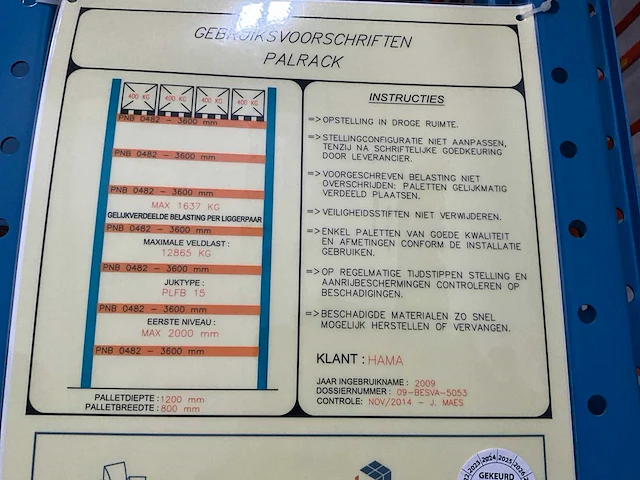 GEBRUIKSVOORSCHRIFTEN
PALRACK
400 KG 400 KG 400 KG 400 KG
PNB 0482 - 3600 mm
PNB 0482 - 3600 mm
PNB 0482 - 3600 mm
MAX 1637 KG
GELIJKVERDEELDE BELASTING PER LIGGERPAAR
PNB 0482 - 3600 mm
MAXIMALE VELDLAST :
12865 KG
PNB 0482 - 3600 mm
JUKTYPE :
PLFB 15
PNB 0482 - 3600 mm
EERSTE NIVEAU :
MAX 2000 mm
PNB 0482 - 3600 mm
PALLETDIEPTE : 1200 mm
PALLETBREEDTE : 800 mm
INSTRUCTIES
=> OPSTELLING IN DROGE RUIMTE.
=> STELLINGCONFIGURATIE NIET AANPASSEN,
TENZIJ NA SCHRIFTELIJKE GOEDKEURING
DOOR LEVERANCIER.
=> VOORGESCHREVEN BELASTING NIET
OVERSCHRIJDEN: PALETTEN GELIJKMATIG
VERDEELD PLAATSEN.
=> VEILIGHEIDSSTIFTEN NIET VERWIJDEREN.
=> ENKEL PALETTEN VAN GOEDE KWALITEIT
EN AFMETINGEN CONFORM DE INSTALLATIE
GEBRUIKEN.
=> OP REGELMATIGE TIJDSTIPPEN STELLING EN
AANRIJBESCHERMINGEN CONTROLEREN OP
BESCHADIGINGEN.
=> BESCHADIGDE MATERIALEN ZO SNEL
MOGELIJK HERSTELLEN OF VERVANGEN.
KLANT : HAMA
JAAR INGEBRUIKNAME : 2009
DOSSIERNUMMER : 09-BESVA-5053
CONTROLE: NOV/2014 - J. MAES
2023 2024 2025 2026
GEKEURD